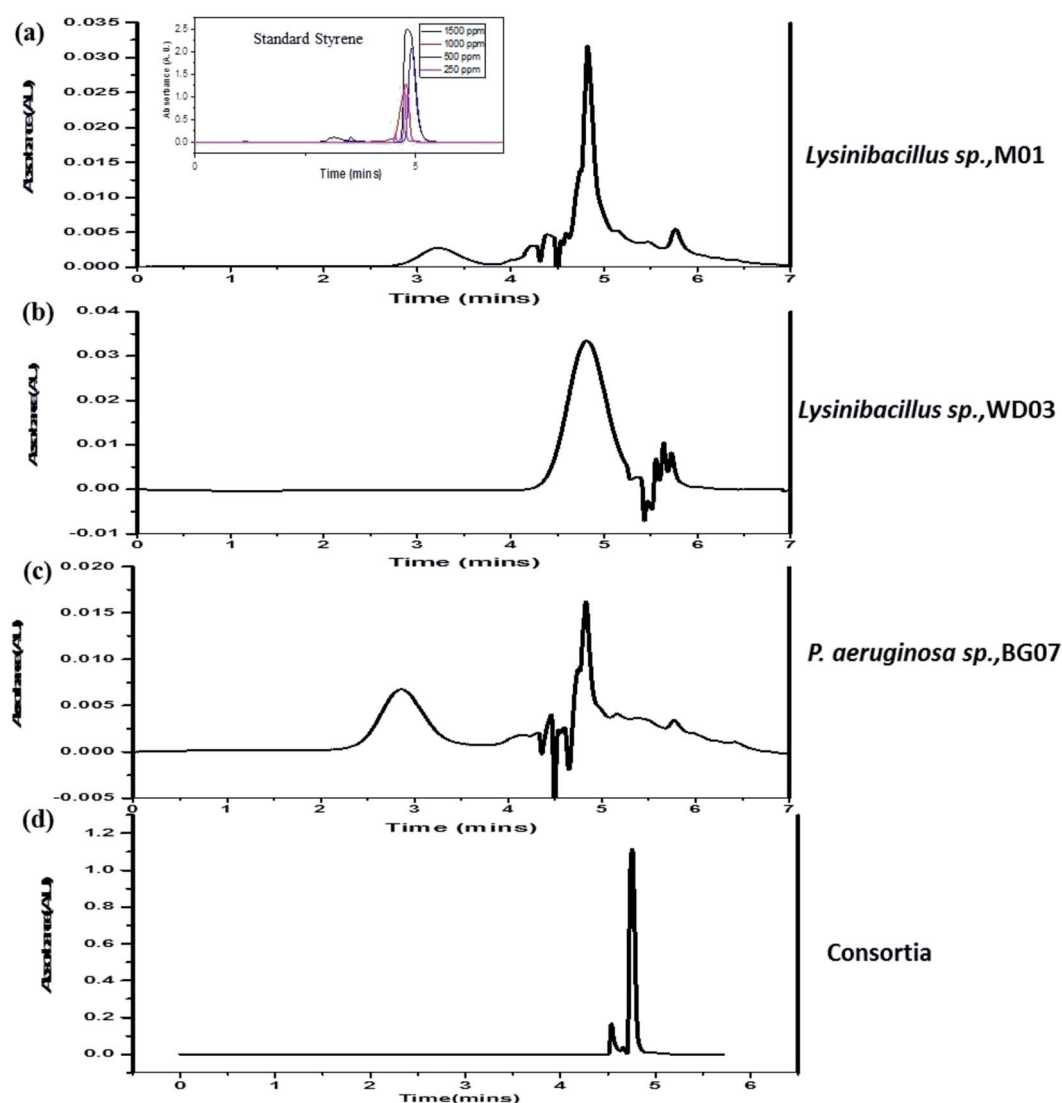 (a)
Standard Styrene
1500 ppm
1000 ppm
500 ppm
250 ppm
Absorbance (A.U.)
2.5
2.0
1.5
1.0
0.5
0.0
0
5
Time (mins)
0.035
0.030
0.025
0.020
0.015
0.010
0.005
0.000
0 1 2 3 4 5 6 7
Time (mins)
Lysinibacillus sp.,M01
(b)
0.04
0.03
0.02
0.01
0.00
-0.01
0 1 2 3 4 5 6 7
Time (mins)
Lysinibacillus sp.,WD03
(c)
0.020
0.015
0.010
0.005
0.000
-0.005
0 1 2 3 4 5 6 7
Time (mins)
P. aeruginosa sp.,BG07
(d)
1.2
1.0
0.8
0.6
0.4
0.2
0.0
0 1 2 3 4 5 6
Time(mins)
Consortia